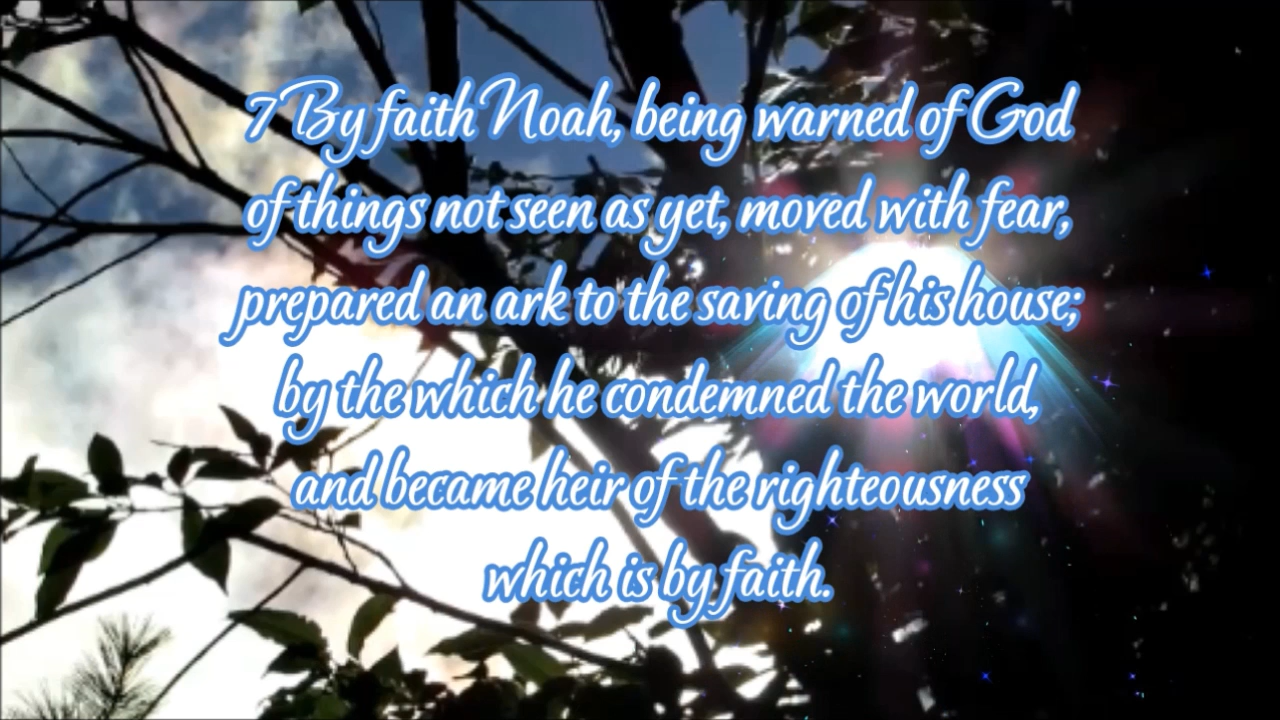 7 By faith Noah, being warned of God
of things not seen as yet, moved with fear,
prepared an ark to the saving of his house;
by the which he condemned the world,
and became heir of the righteousness
which is by faith.